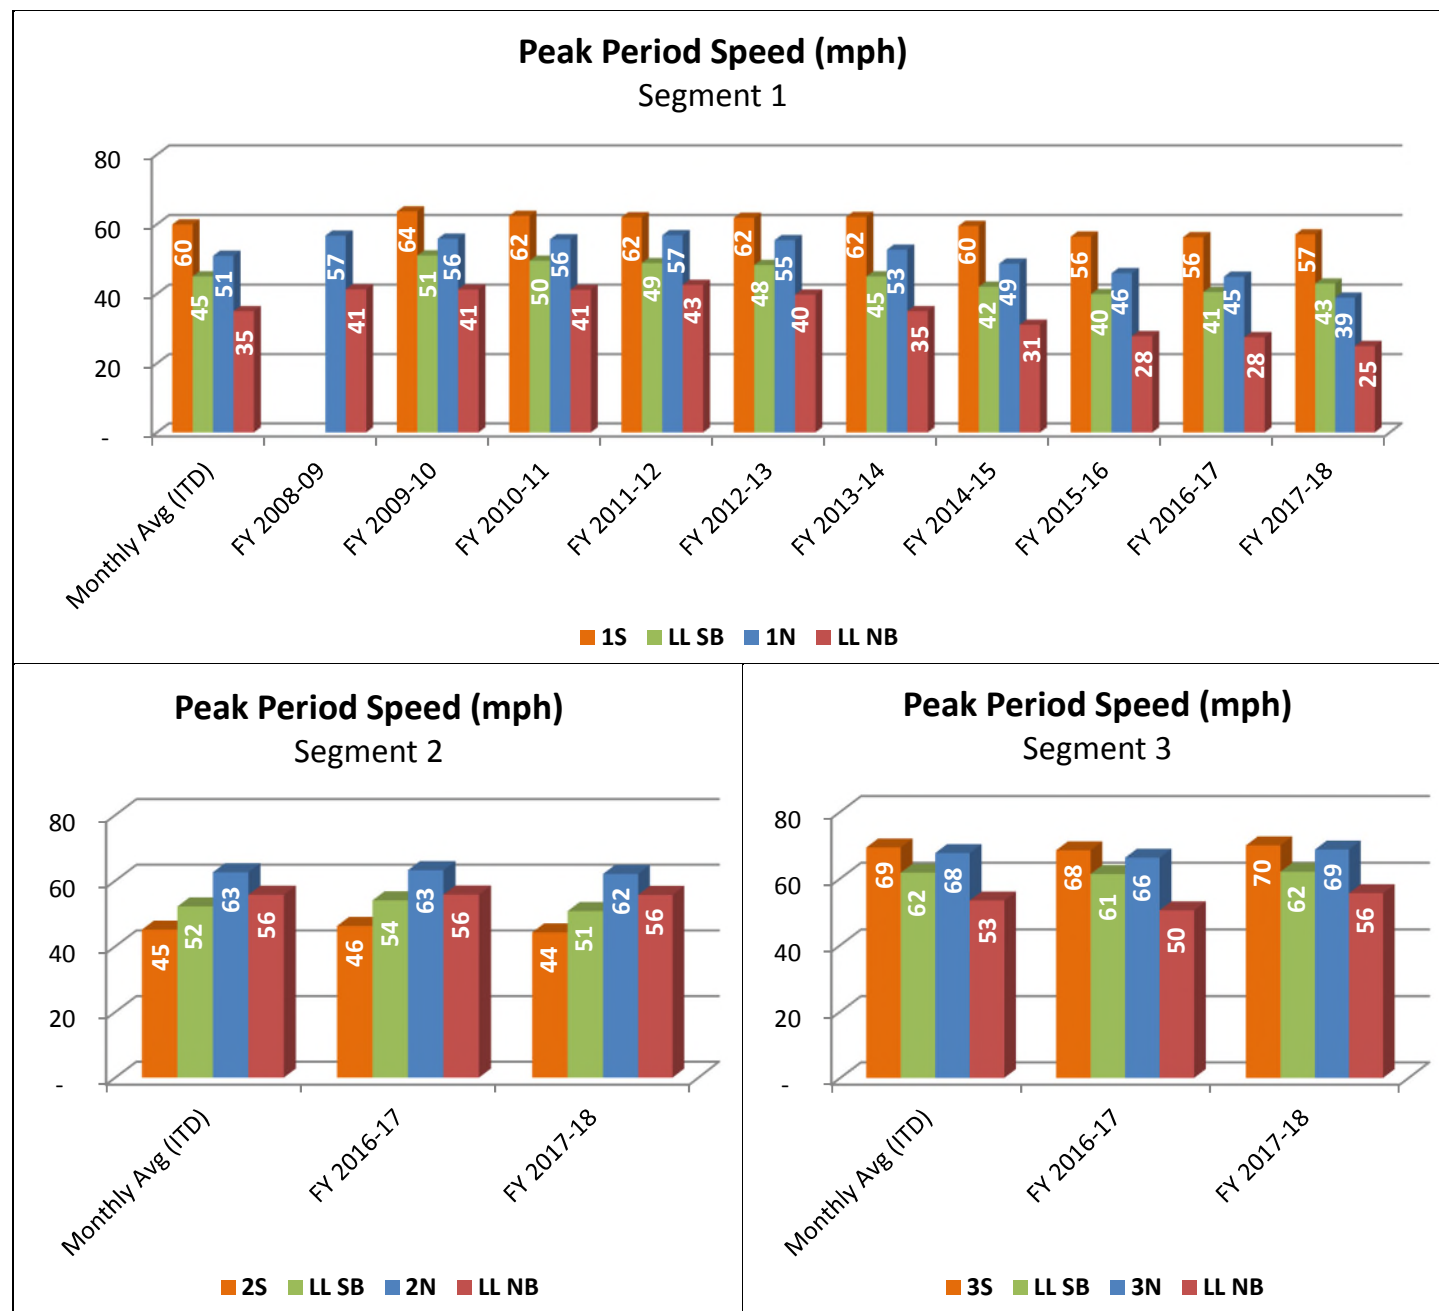 Peak Period Speed (mph)
Segment 1
80
60
40
20
-
60 45 51 35
57 41
64 51 56 41
62 50 56 41
62 49 57 43
62 48 55 40
62 45 53 35
60 42 49 31
56 40 46 28
56 41 45 28
57 43 39 25
Monthly Avg (ITD)
FY 2008-09
FY 2009-10
FY 2010-11
FY 2011-12
FY 2012-13
FY 2013-14
FY 2014-15
FY 2015-16
FY 2016-17
FY 2017-18
1S LL SB 1N LL NB
Peak Period Speed (mph)
Segment 2
80
60
40
20
-
45 52 63 56
46 54 63 56
44 51 62 56
Monthly Avg (ITD)
FY 2016-17
FY 2017-18
2S LL SB 2N LL NB
Peak Period Speed (mph)
Segment 3
80
60
40
20
-
69 62 68 53
68 61 66 50
70 62 69 56
Monthly Avg (ITD)
FY 2016-17
FY 2017-18
3S LL SB 3N LL NB